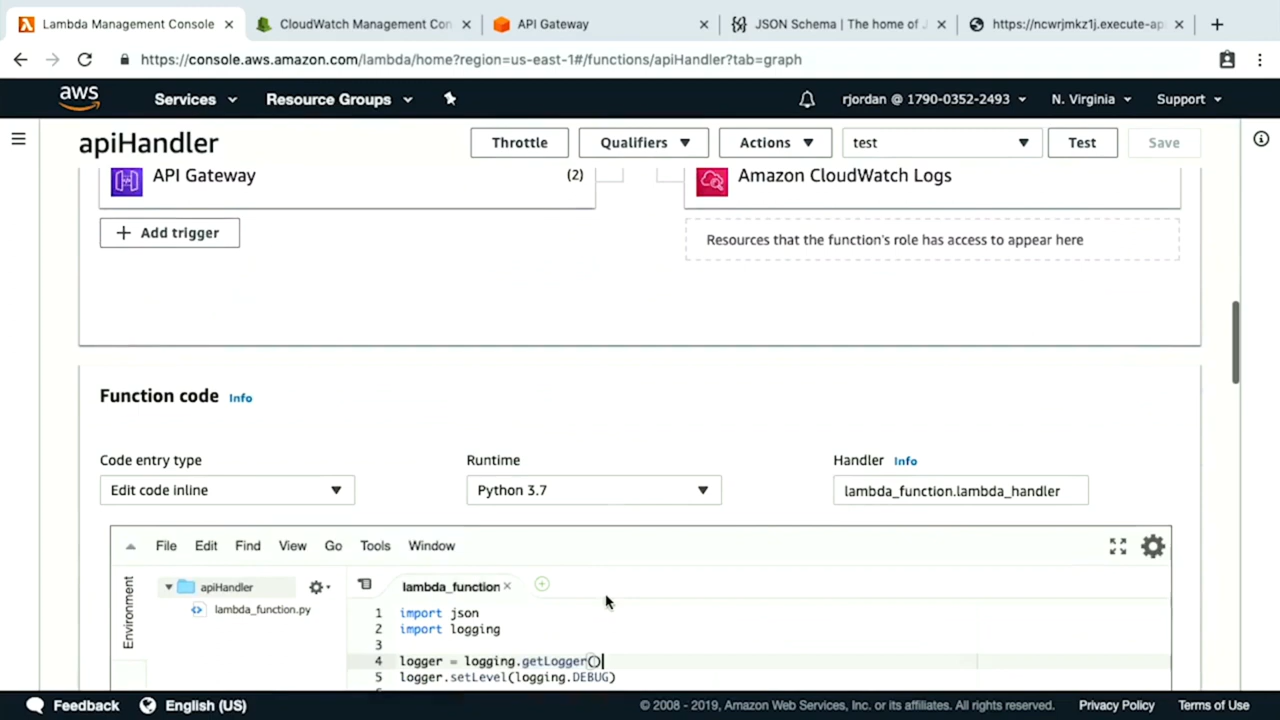 Lambda Management Console
CloudWatch Management Con
API Gateway
JSON Schema | The home of J
https://ncwrjmkz1j.execute-ap
https://console.aws.amazon.com/lambda/home?region=us-east-1#/functions/apiHandler?tab=graph
aws Services Resource Groups rjordan @ 1790-0352-2493 N. Virginia Support
apiHandler Throttle Qualifiers Actions test Test Save
API Gateway (2) Amazon CloudWatch Logs
+ Add trigger
Resources that the function's role has access to appear here
Function code Info
Code entry type Runtime Handler Info
Edit code inline Python 3.7 lambda_function.lambda_handler
File Edit Find View Go Tools Window
Environment
apiHandler
lambda_function.py
lambda_function
1 import json
2 import logging
3
4 logger = logging.getLogger()
5 logger.setLevel(logging.DEBUG)
Feedback English (US) © 2008 - 2019, Amazon Web Services, Inc. or its affiliates. All rights reserved. Privacy Policy Terms of Use